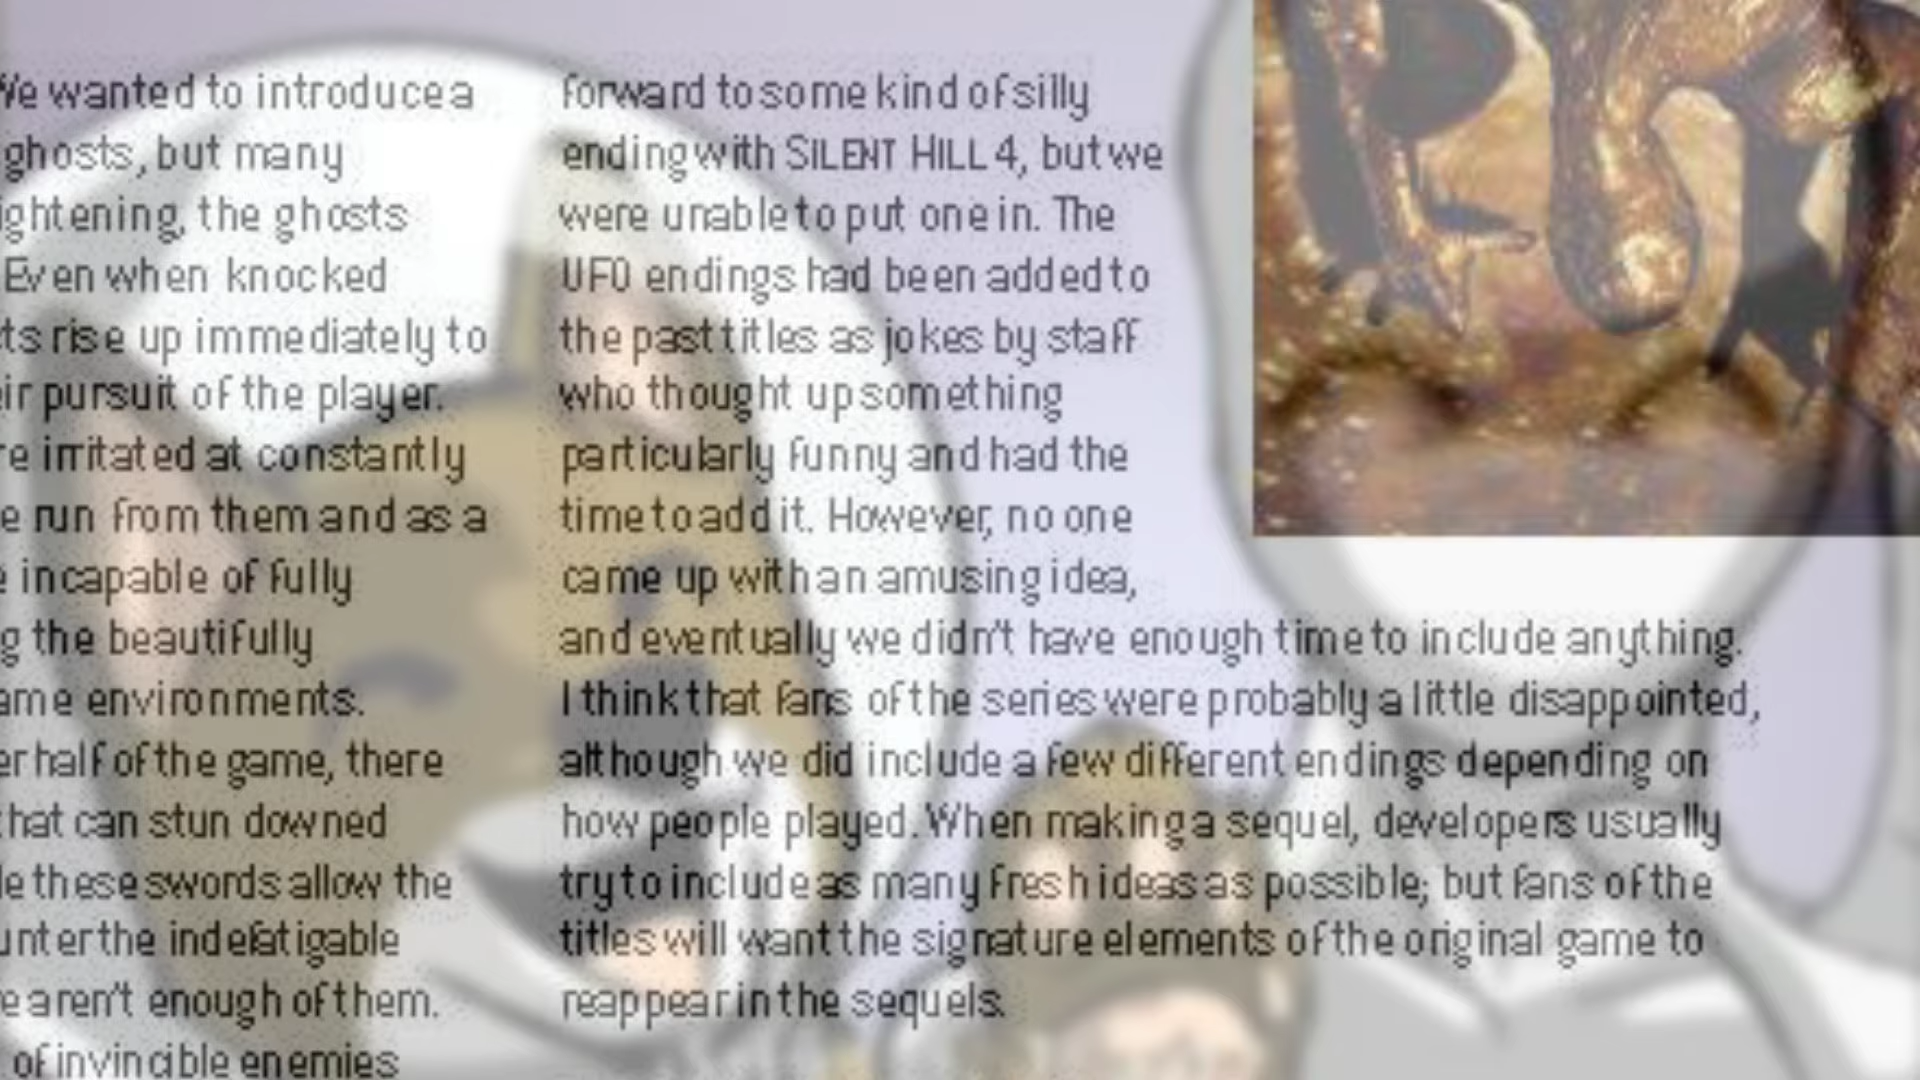 We wanted to introduce a
ghosts, but many
ightening, the ghosts
Even when knocked
ts rise up immediately to
eir pursuit of the player.
re irritated at constantly
e run from them and as a
e incapable of fully
g the beautifully
ame environments.
er half of the game, there
that can stun downed
le these swords allow the
unter the indefatigable
e aren't enough of them.
of invincible enemies
forward to some kind of silly
ending with SILENT HILL 4, but we
were unable to put one in. The
UFO endings had been added to
the past titles as jokes by staff
who thought up something
particularly funny and had the
time to add it. However, no one
came up with an amusing idea,
and eventually we didn't have enough time to include anything.
I think that fans of the series were probably a little disappointed,
although we did include a few different endings depending on
how people played. When making a sequel, developers usually
try to include as many fresh ideas as possible; but fans of the
titles will want the signature elements of the original game to
reappear in the sequels.